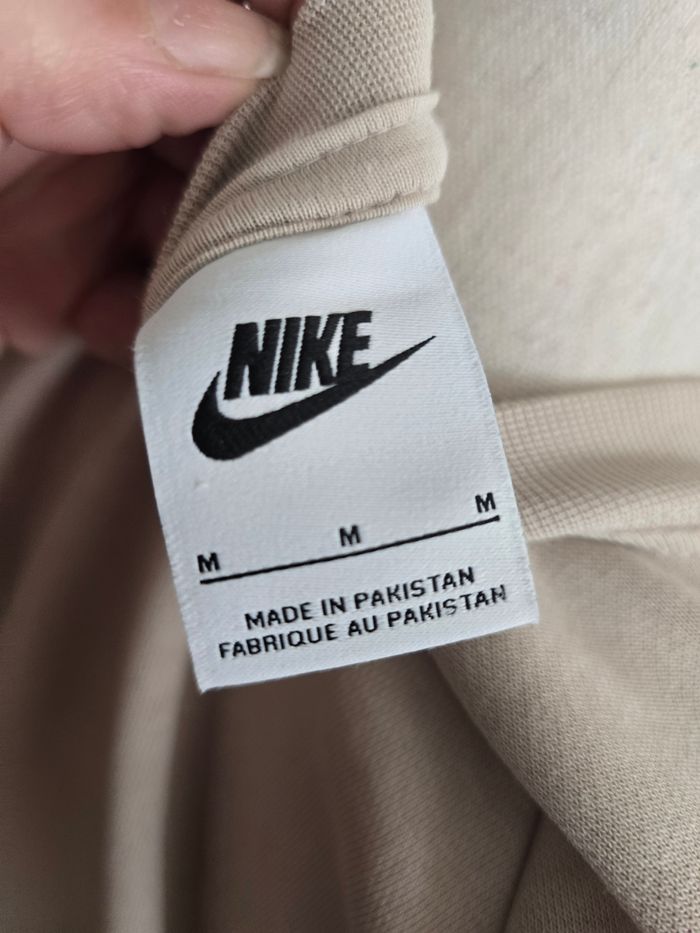 NIKE
M M M
MADE IN PAKISTAN
FABRIQUE AU PAKISTAN